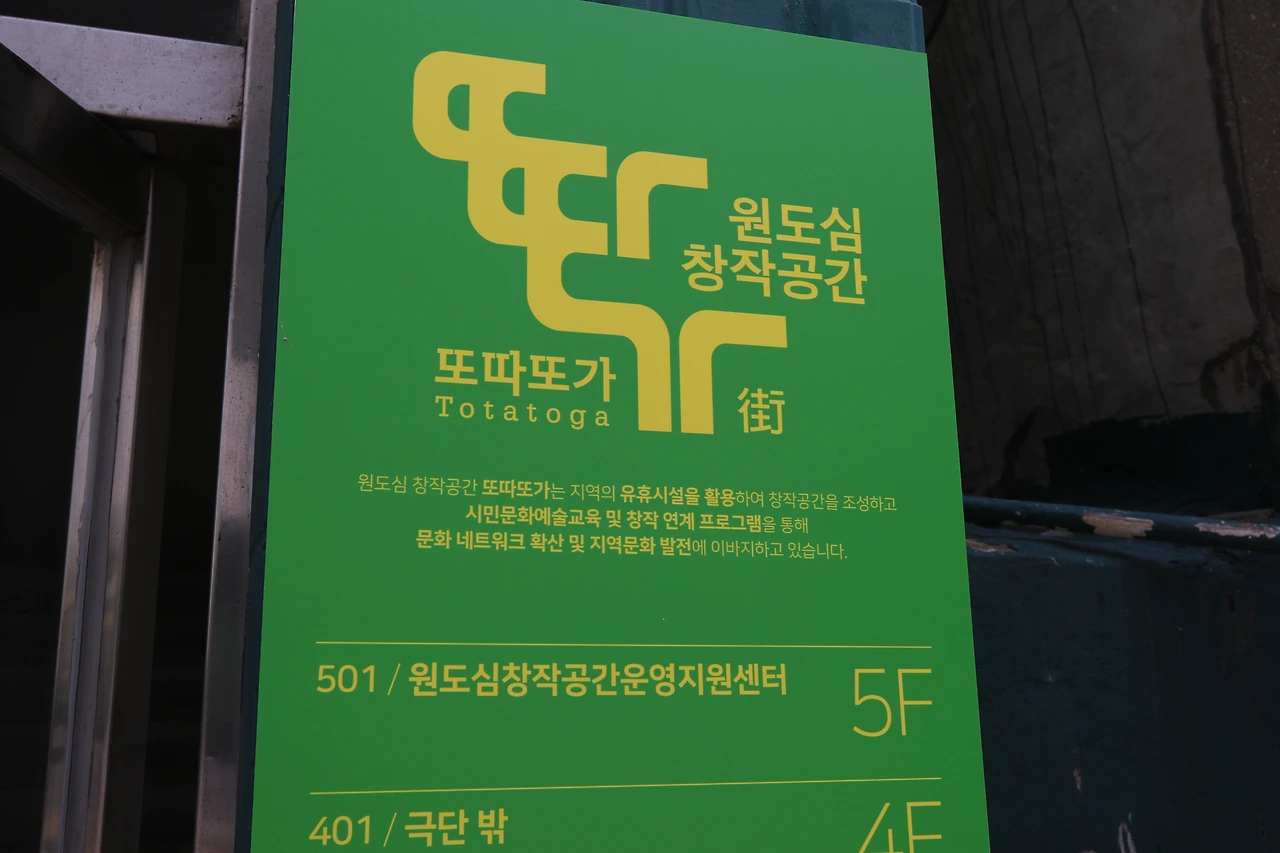 원도심
창작공간
또따또가
Totatoga
街
원도심 창작공간 또따또가는 지역의 유휴시설을 활용하여 창작공간을 조성하고
시민문화예술교육 및 창작 연계 프로그램을 통해
문화 네트워크 확산 및 지역문화 발전에 이바지하고 있습니다.
501 / 원도심창작공간운영지원센터 5F
401 / 극단 밖 4F